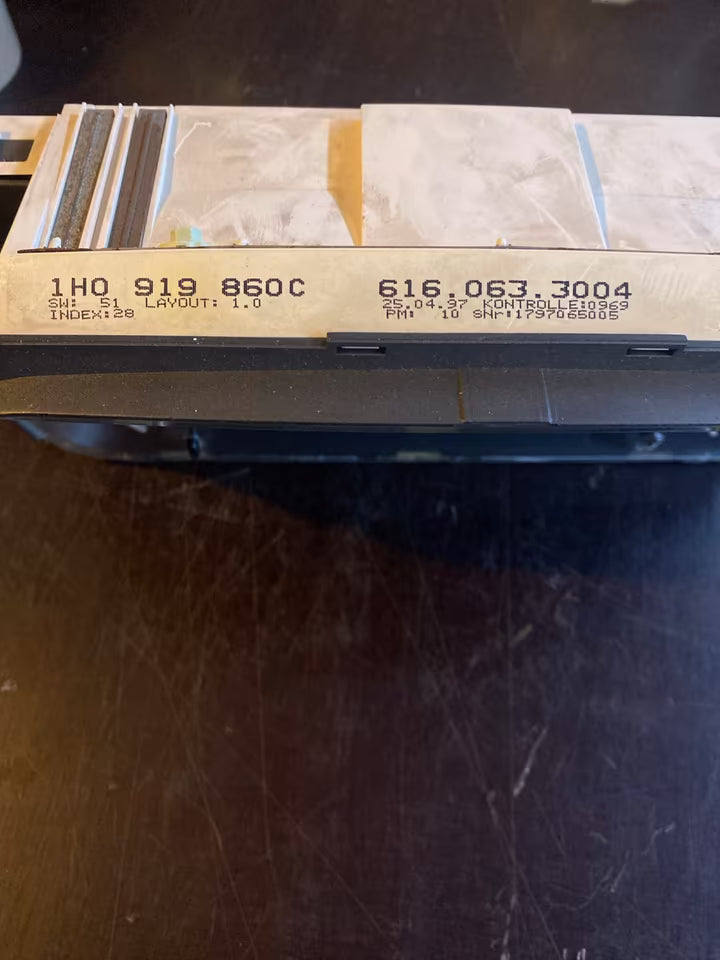 1H0 919 860C
SW: 51 LAYOUT: 1.0
INDEX:28
616.063.3004
25.04.97 KONTROLLE:0969
PM: 10 SNr:1797065005